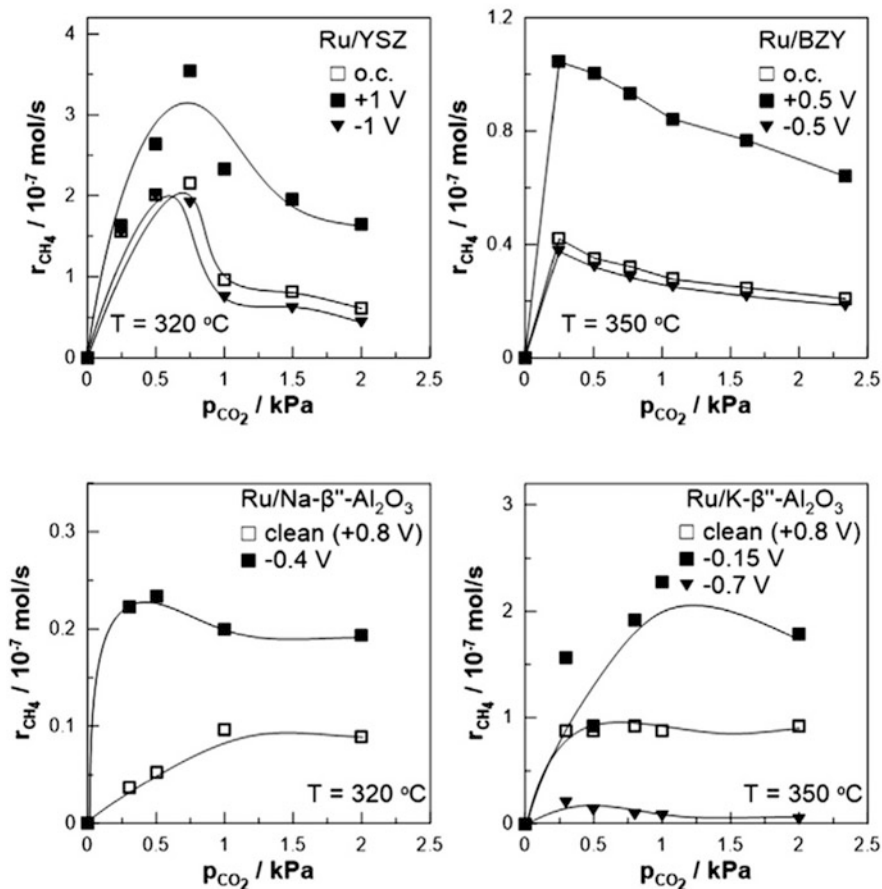 Ru/YSZ
o.c.
+1 V
-1 V
4
3
2
1
0
r_CH₄ / 10⁻⁷ mol/s
T = 320 °C
0 0.5 1 1.5 2 2.5
p_CO₂ / kPa
Ru/BZY
o.c.
+0.5 V
-0.5 V
1.2
0.8
0.4
0
r_CH₄ / 10⁻⁷ mol/s
T = 350 °C
0 0.5 1 1.5 2 2.5
p_CO₂ / kPa
Ru/Na-β"-Al₂O₃
clean (+0.8 V)
-0.4 V
0.3
0.2
0.1
0
r_CH₄ / 10⁻⁷ mol/s
T = 320 °C
0 0.5 1 1.5 2 2.5
p_CO₂ / kPa
Ru/K-β"-Al₂O₃
clean (+0.8 V)
-0.15 V
-0.7 V
3
2
1
0
r_CH₄ / 10⁻⁷ mol/s
T = 350 °C
0 0.5 1 1.5 2 2.5
p_CO₂ / kPa